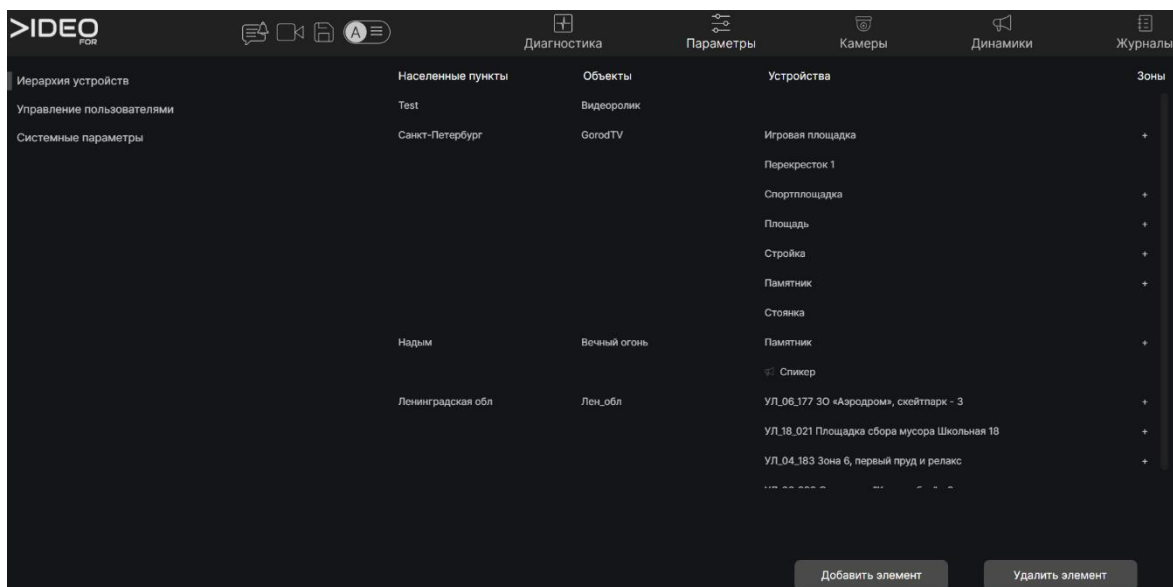 >IDEO
FOR
A
Диагностика
Параметры
Камеры
Динамики
Журналы
Иерархия устройств
Управление пользователями
Системные параметры
Населенные пункты Объекты Устройства Зоны
Test Видеоролик
Санкт-Петербург GorodTV Игровая площадка +
Перекресток 1
Спортплощадка +
Площадь +
Стройка +
Памятник +
Стоянка
Надым Вечный огонь Памятник +
Спикер
Ленинградская обл Лен_обл УЛ_06_177 ЗО «Аэродром», скейтпарк - 3 +
УЛ_18_021 Площадка сбора мусора Школьная 18 +
УЛ_04_183 Зона 6, первый пруд и релакс +
Добавить элемент Удалить элемент